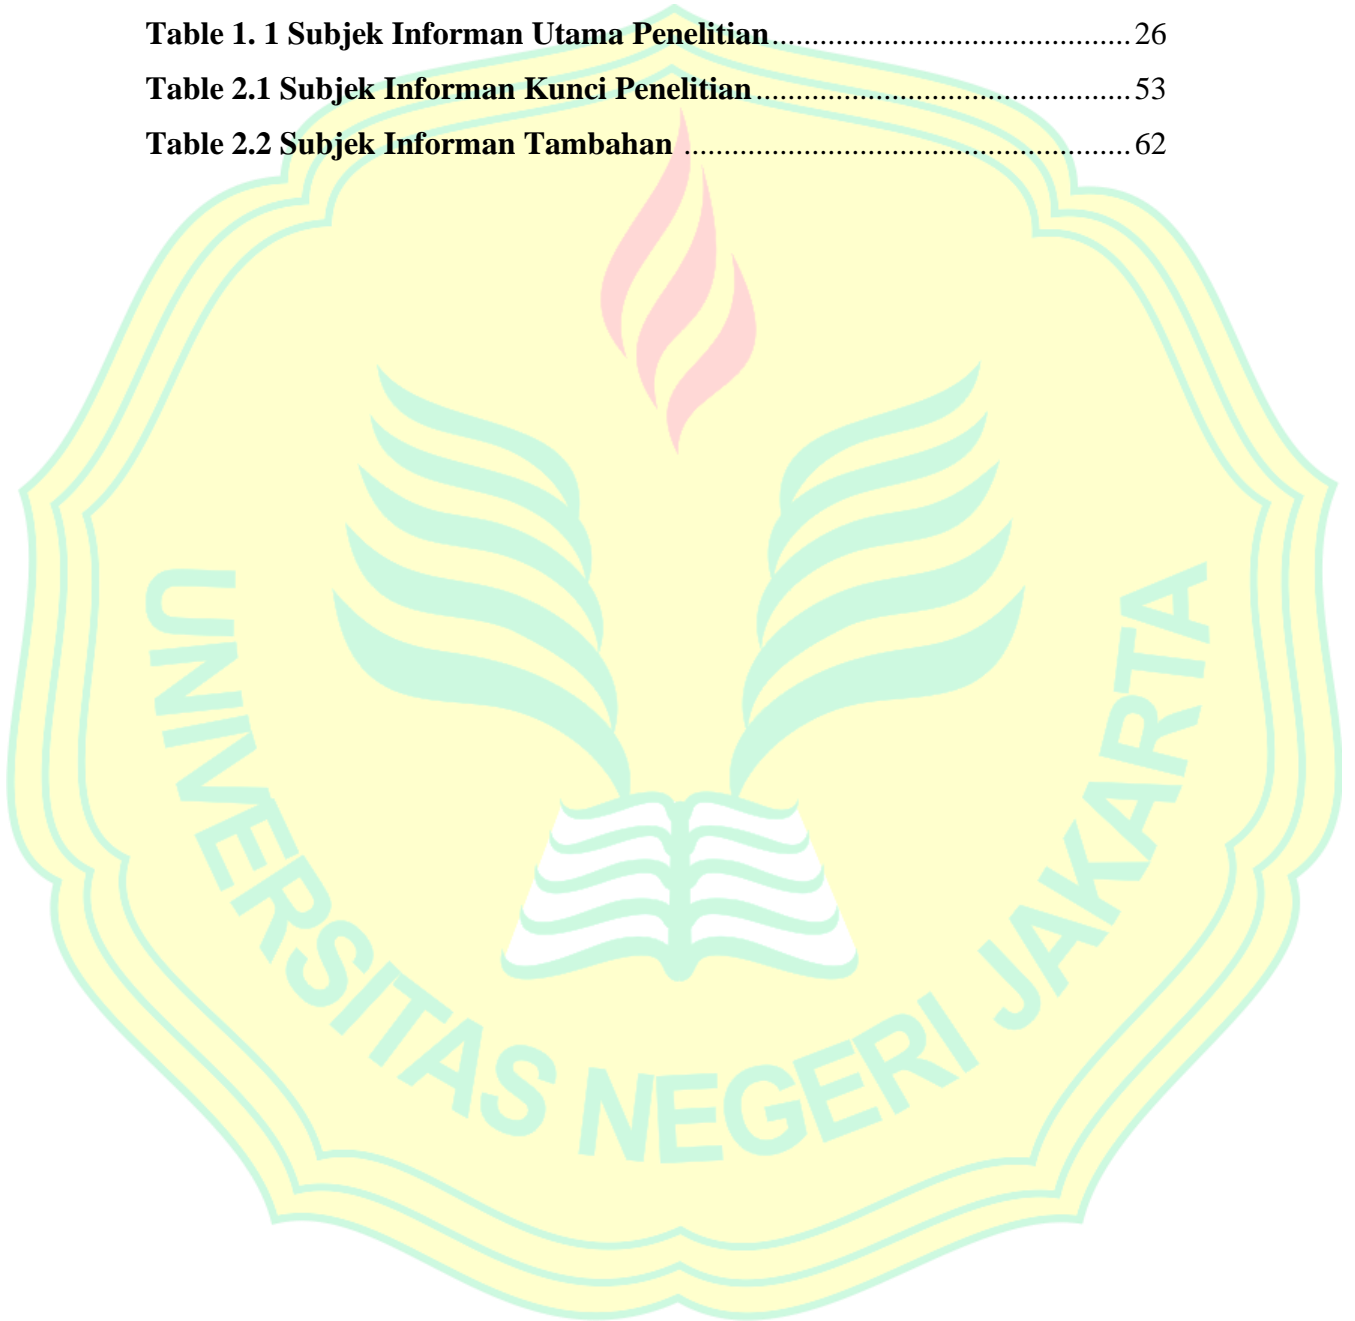 Table 1. 1 Subjek Informan Utama Penelitian.............................................26
Table 2.1 Subjek Informan Kunci Penelitian...............................................53
Table 2.2 Subjek Informan Tambahan .........................................................62
UNIVERSITAS NEGERI JAKARTA